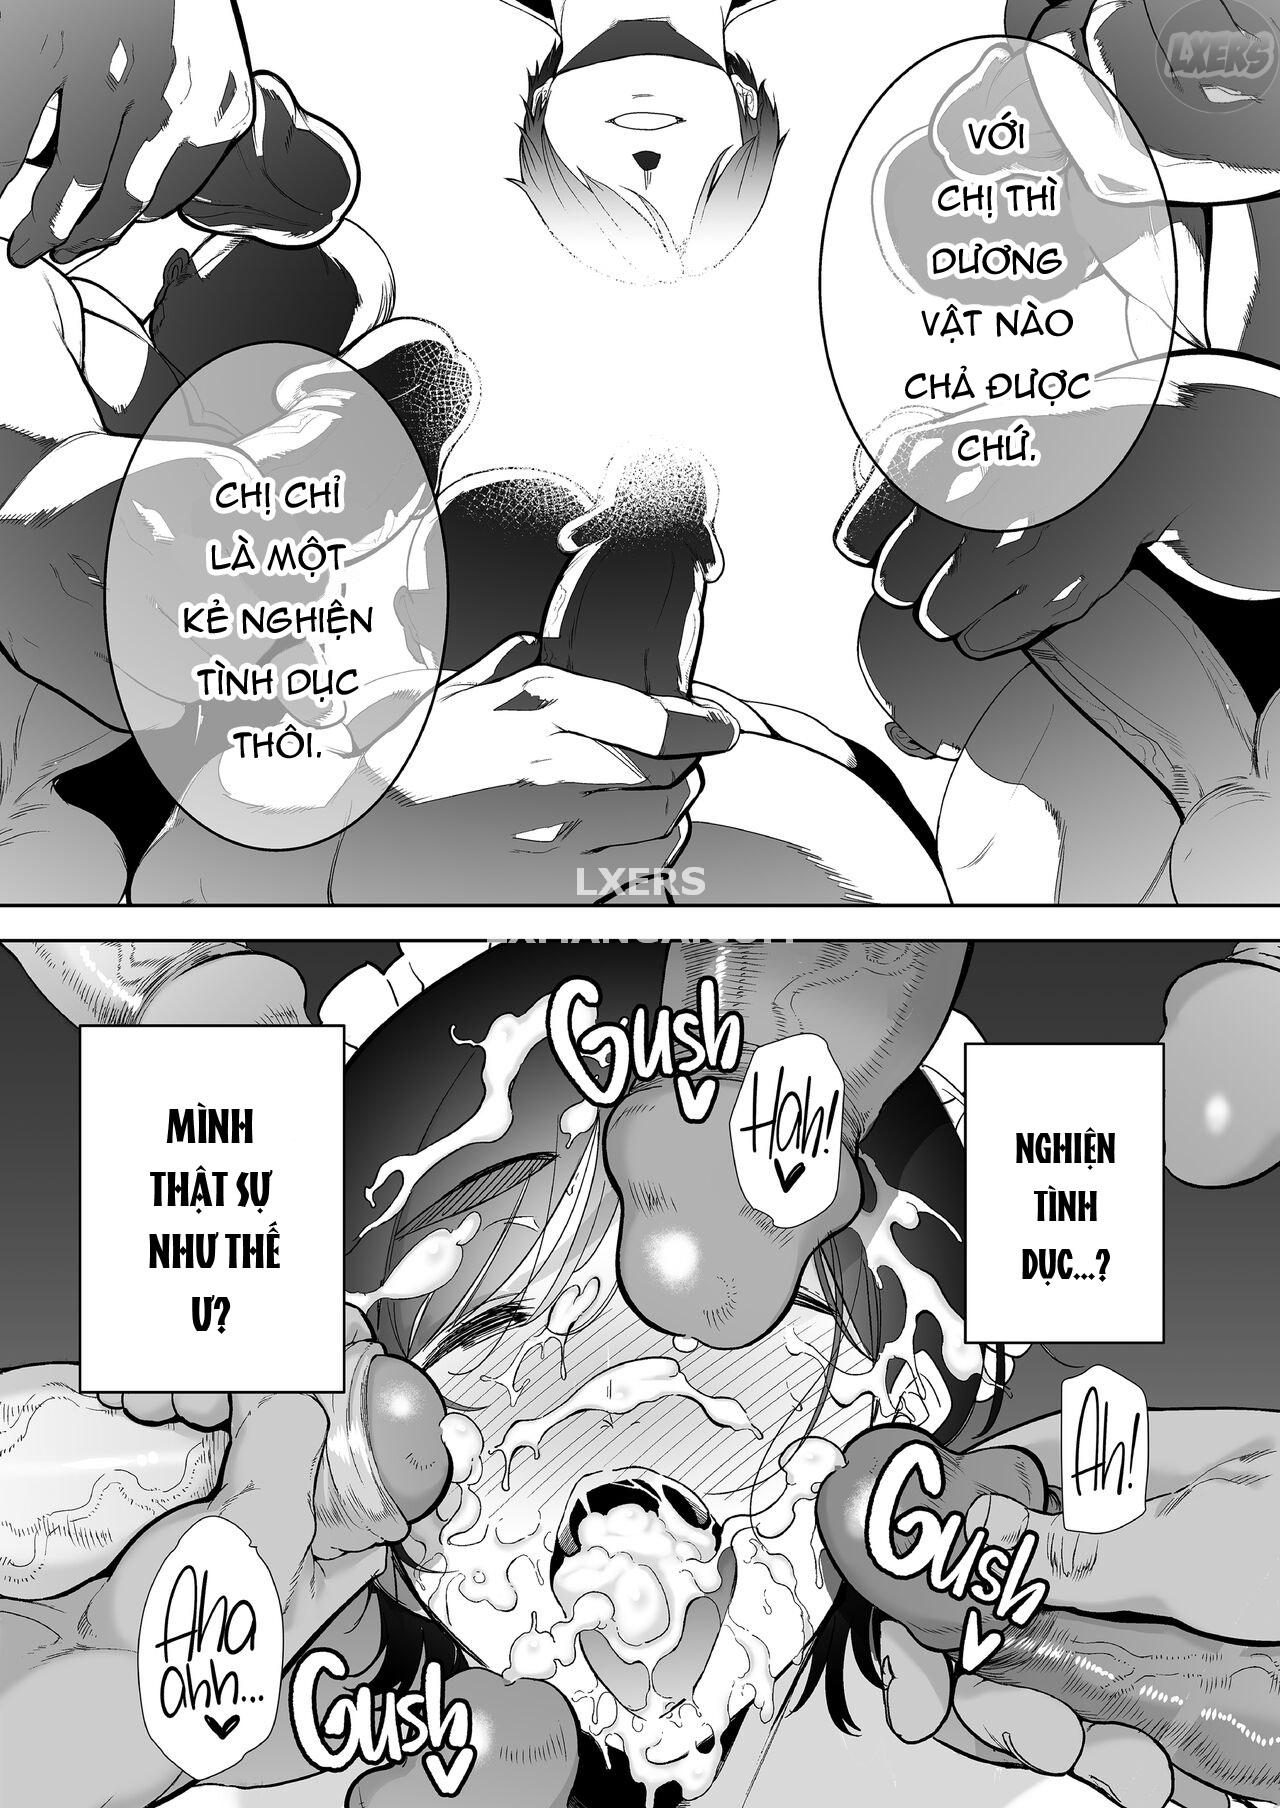 LXERS
VỚI
CHỊ THÌ
DƯƠNG
VẬT NÀO
CHẢ ĐƯỢC
CHỨ.
CHỊ CHỈ
LÀ MỘT
KẺ NGHIỆN
TÌNH DỤC
THÔI.
LXERS
Gush
Hah!
NGHIỆN
TÌNH
DỤC...?
MÌNH
THẬT SỰ
NHƯ THẾ
Ư?
Ah!
Gush
Aha
ahh...
Gush